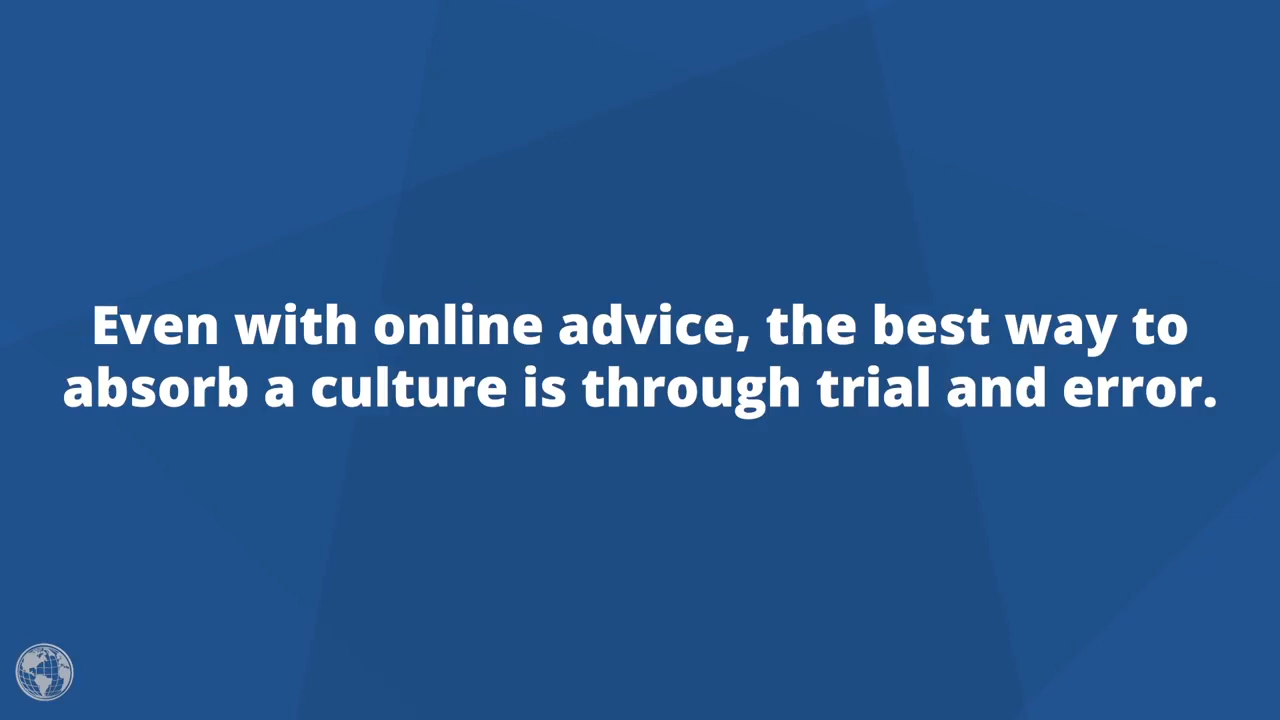 Even with online advice, the best way to
absorb a culture is through trial and error.